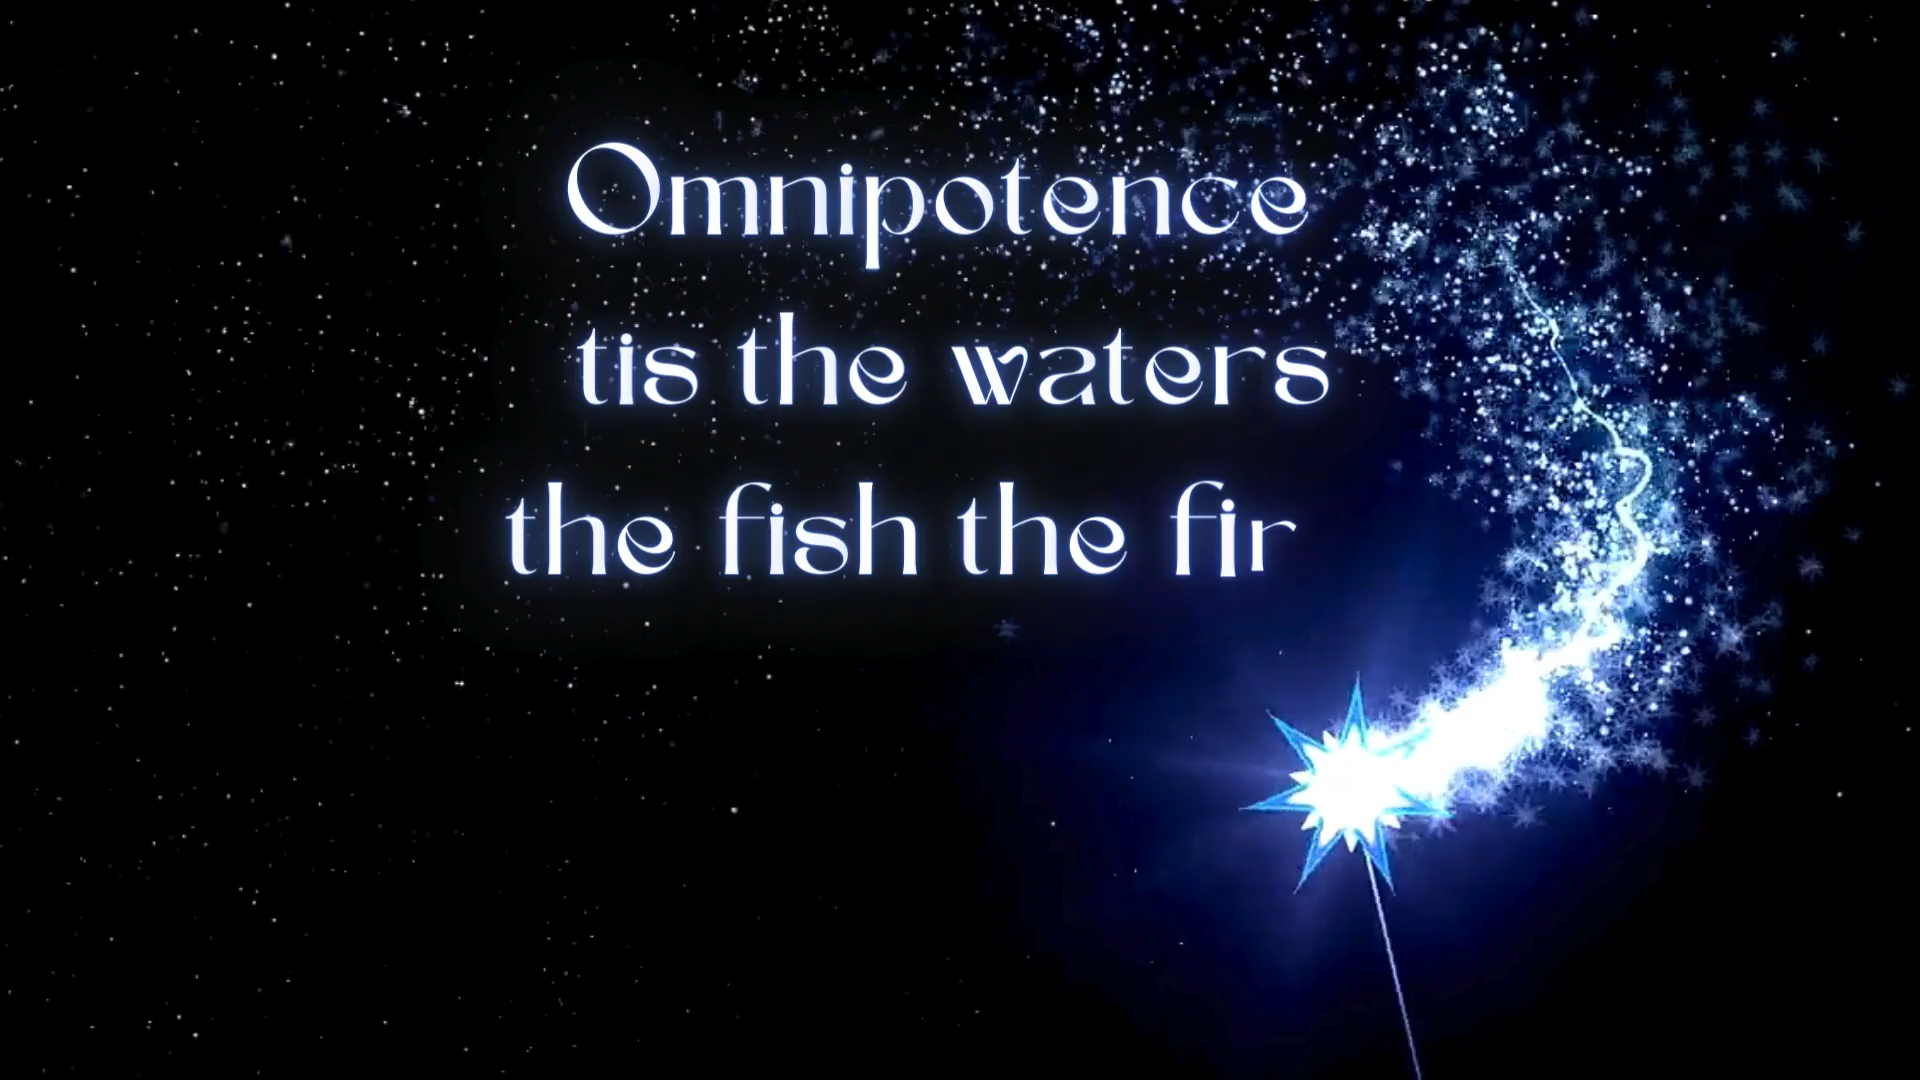 Omnipotence
tis the waters
the fish the fir